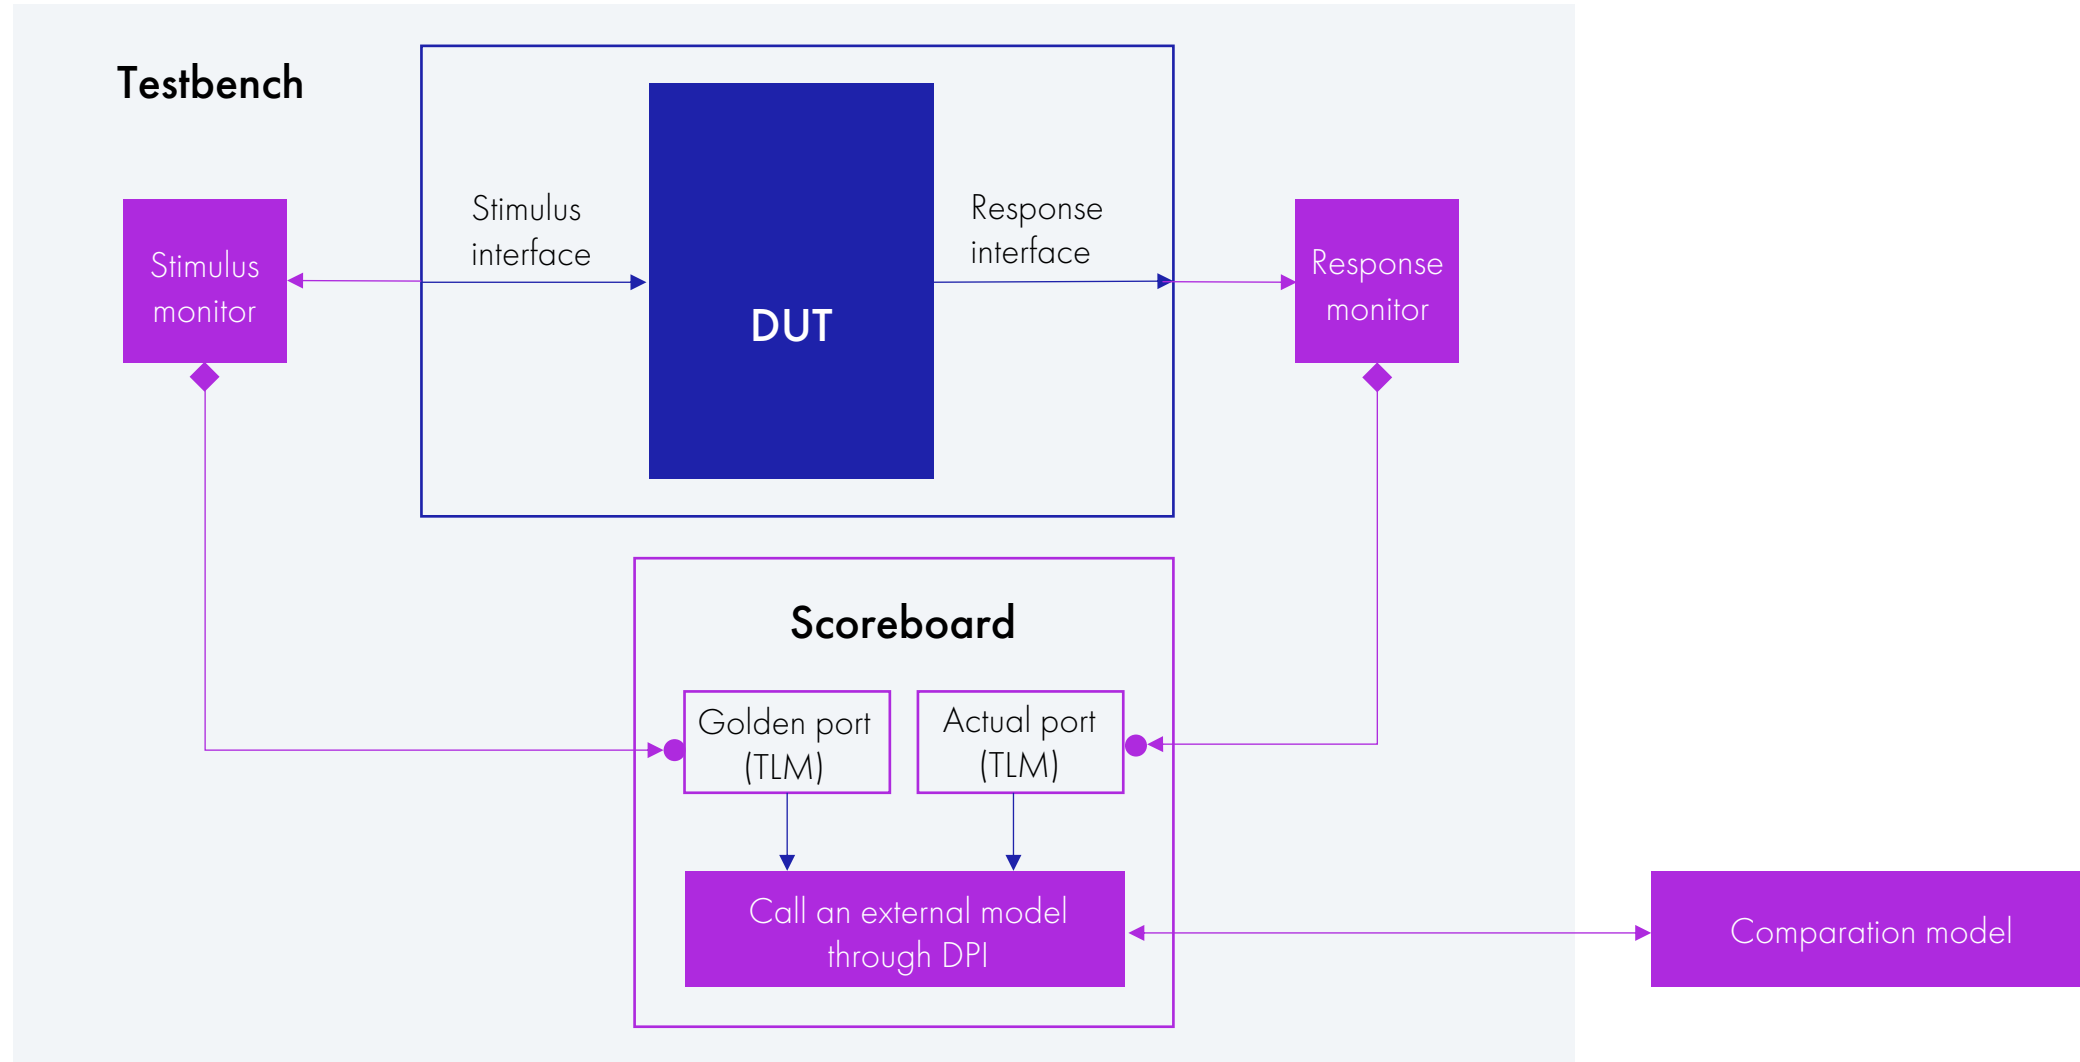 Testbench
Stimulus
interface
Response
interface
Stimulus
monitor
DUT
Response
monitor
Scoreboard
Golden port
(TLM)
Actual port
(TLM)
Call an external model
through DPI
Comparation model